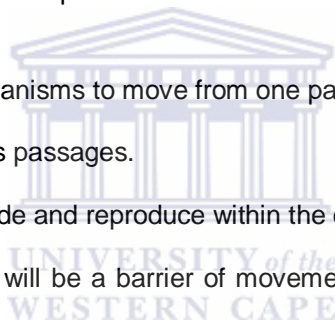 anisms to move from one pa
s passages.
de and reproduce within the
UNIVERSITY of the
will be a barrier of movemen
WESTERN CAPE